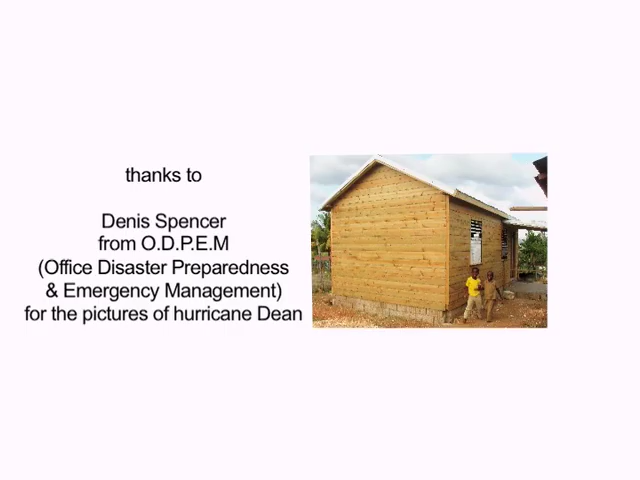 thanks to
Denis Spencer
from O.D.P.E.M
(Office Disaster Preparedness
& Emergency Management)
for the pictures of hurricane Dean